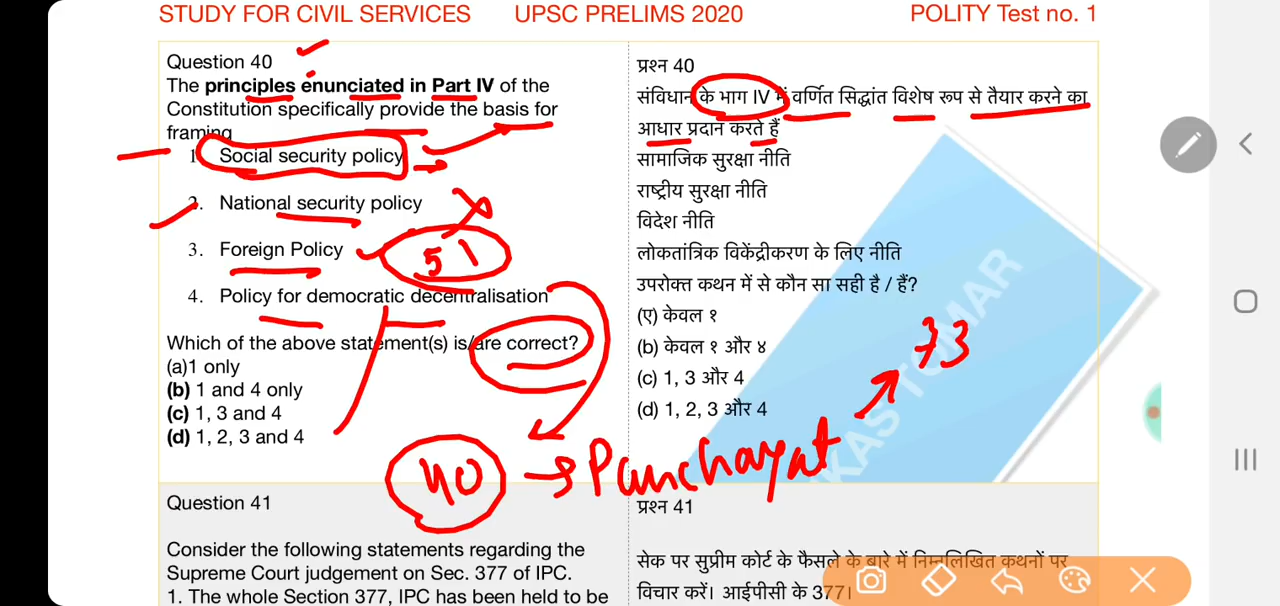 STUDY FOR CIVIL SERVICES UPSC PRELIMS 2020 POLITY Test no. 1
Question 40
The principles enunciated in Part IV of the
Constitution specifically provide the basis for
framing
1. Social security policy
2. National security policy
3. Foreign Policy
51
4. Policy for democratic decentralisation
Which of the above statement(s) is/are correct?
(a)1 only
(b) 1 and 4 only
(c) 1, 3 and 4
(d) 1, 2, 3 and 4
40 → Panchayat
73
प्रश्न 40
संविधान के भाग IV में वर्णित सिद्धांत विशेष रूप से तैयार करने का
आधार प्रदान करते हैं
सामाजिक सुरक्षा नीति
राष्ट्रीय सुरक्षा नीति
विदेश नीति
लोकतांत्रिक विकेंद्रीकरण के लिए नीति
उपरोक्त कथन में से कौन सा सही है / हैं?
(ए) केवल १
(b) केवल १ और ४
(c) 1, 3 और 4
(d) 1, 2, 3 और 4
KAS TOMAR
Question 41
Consider the following statements regarding the
Supreme Court judgement on Sec. 377 of IPC.
1. The whole Section 377, IPC has been held to be
प्रश्न 41
सेक पर सुप्रीम कोर्ट के फैसले के बारे में निम्नलिखित कथनों पर
विचार करें। आईपीसी के 377।